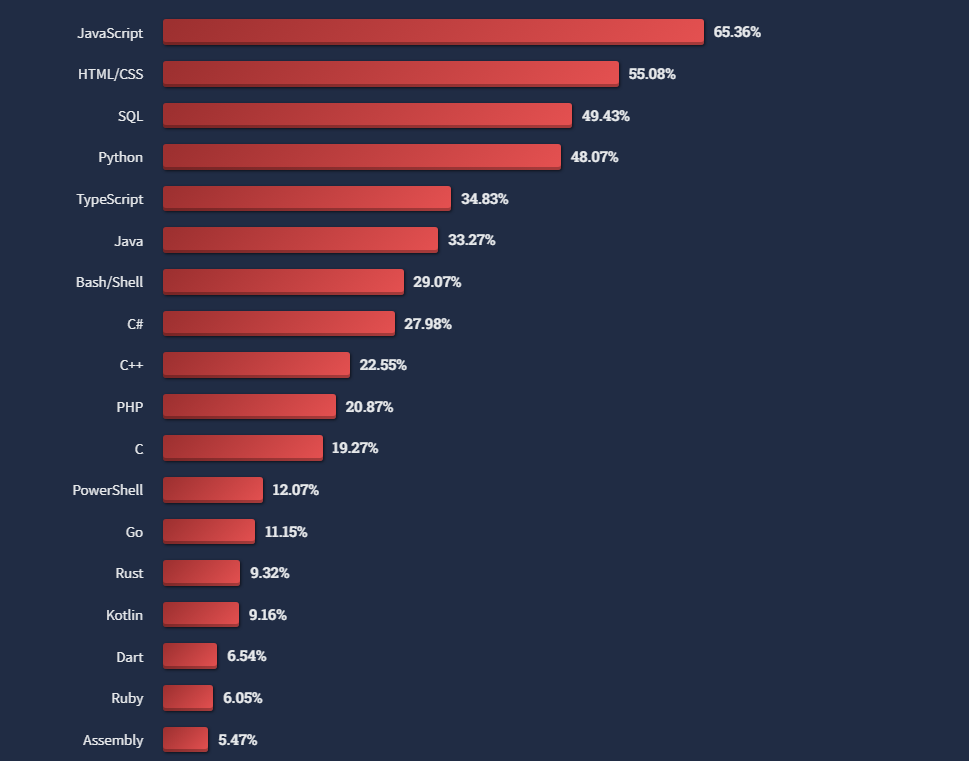 JavaScript 65.36%
HTML/CSS 55.08%
SQL 49.43%
Python 48.07%
TypeScript 34.83%
Java 33.27%
Bash/Shell 29.07%
C# 27.98%
C++ 22.55%
PHP 20.87%
C 19.27%
PowerShell 12.07%
Go 11.15%
Rust 9.32%
Kotlin 9.16%
Dart 6.54%
Ruby 6.05%
Assembly 5.47%